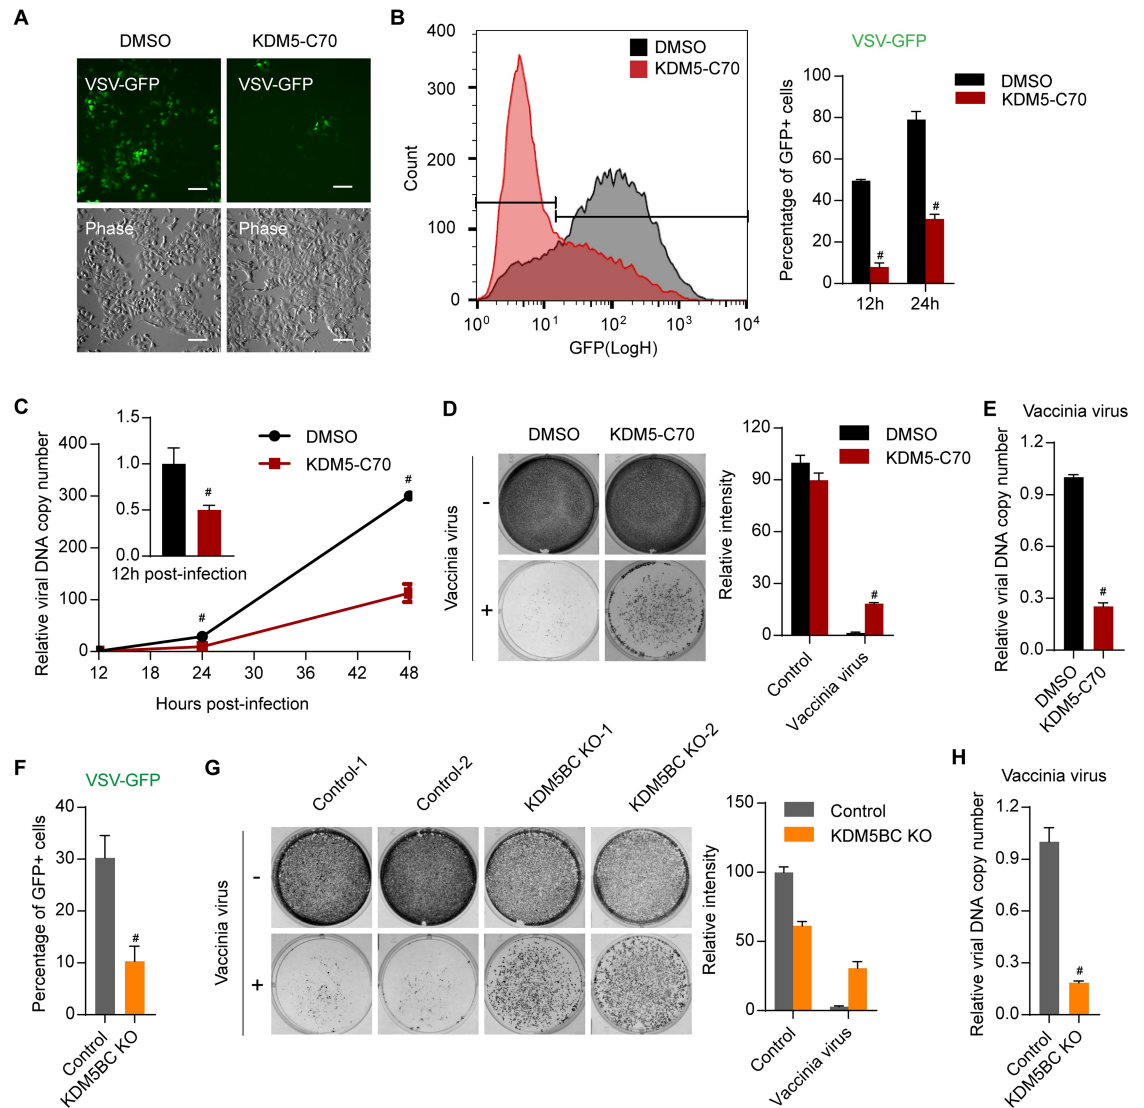 A
DMSO
KDM5-C70
VSV-GFP
VSV-GFP
Phase
Phase
B
400
300
200
100
0
Count
10⁰
10¹
10²
10³
10⁴
GFP(LogH)
DMSO
KDM5-C70
VSV-GFP
Percentatge of GFP+ cells
100
80
60
40
20
0
#
#
12h
24h
DMSO
KDM5-C70
C
Relative viral DNA copy number
400
300
200
100
0
1.5
1.0
0.5
0.0
#
12h post-infection
DMSO
KDM5-C70
#
#
12
18
24
30
36
42
48
Hours post-infection
D
DMSO
KDM5-C70
Vaccinia virus
-
+
Relative intensity
120
90
60
30
0
DMSO
KDM5-C70
#
Control
Vaccinia virus
E
Vaccinia virus
Relative vrial DNA copy number
1.2
0.9
0.6
0.3
0.0
#
DMSO
KDM5-C70
F
VSV-GFP
Percentage of GFP+ cells
40
30
20
10
0
#
Control
KDM5BC KO
G
Control-1
Control-2
KDM5BC KO-1
KDM5BC KO-2
Vaccinia virus
-
+
Relative intensity
150
100
50
0
Control
KDM5BC KO
Control
Vaccinia virus
H
Vaccinia virus
Relative virial DNA copy number
1.2
0.9
0.6
0.3
0.0
#
Control
KDM5BC KO